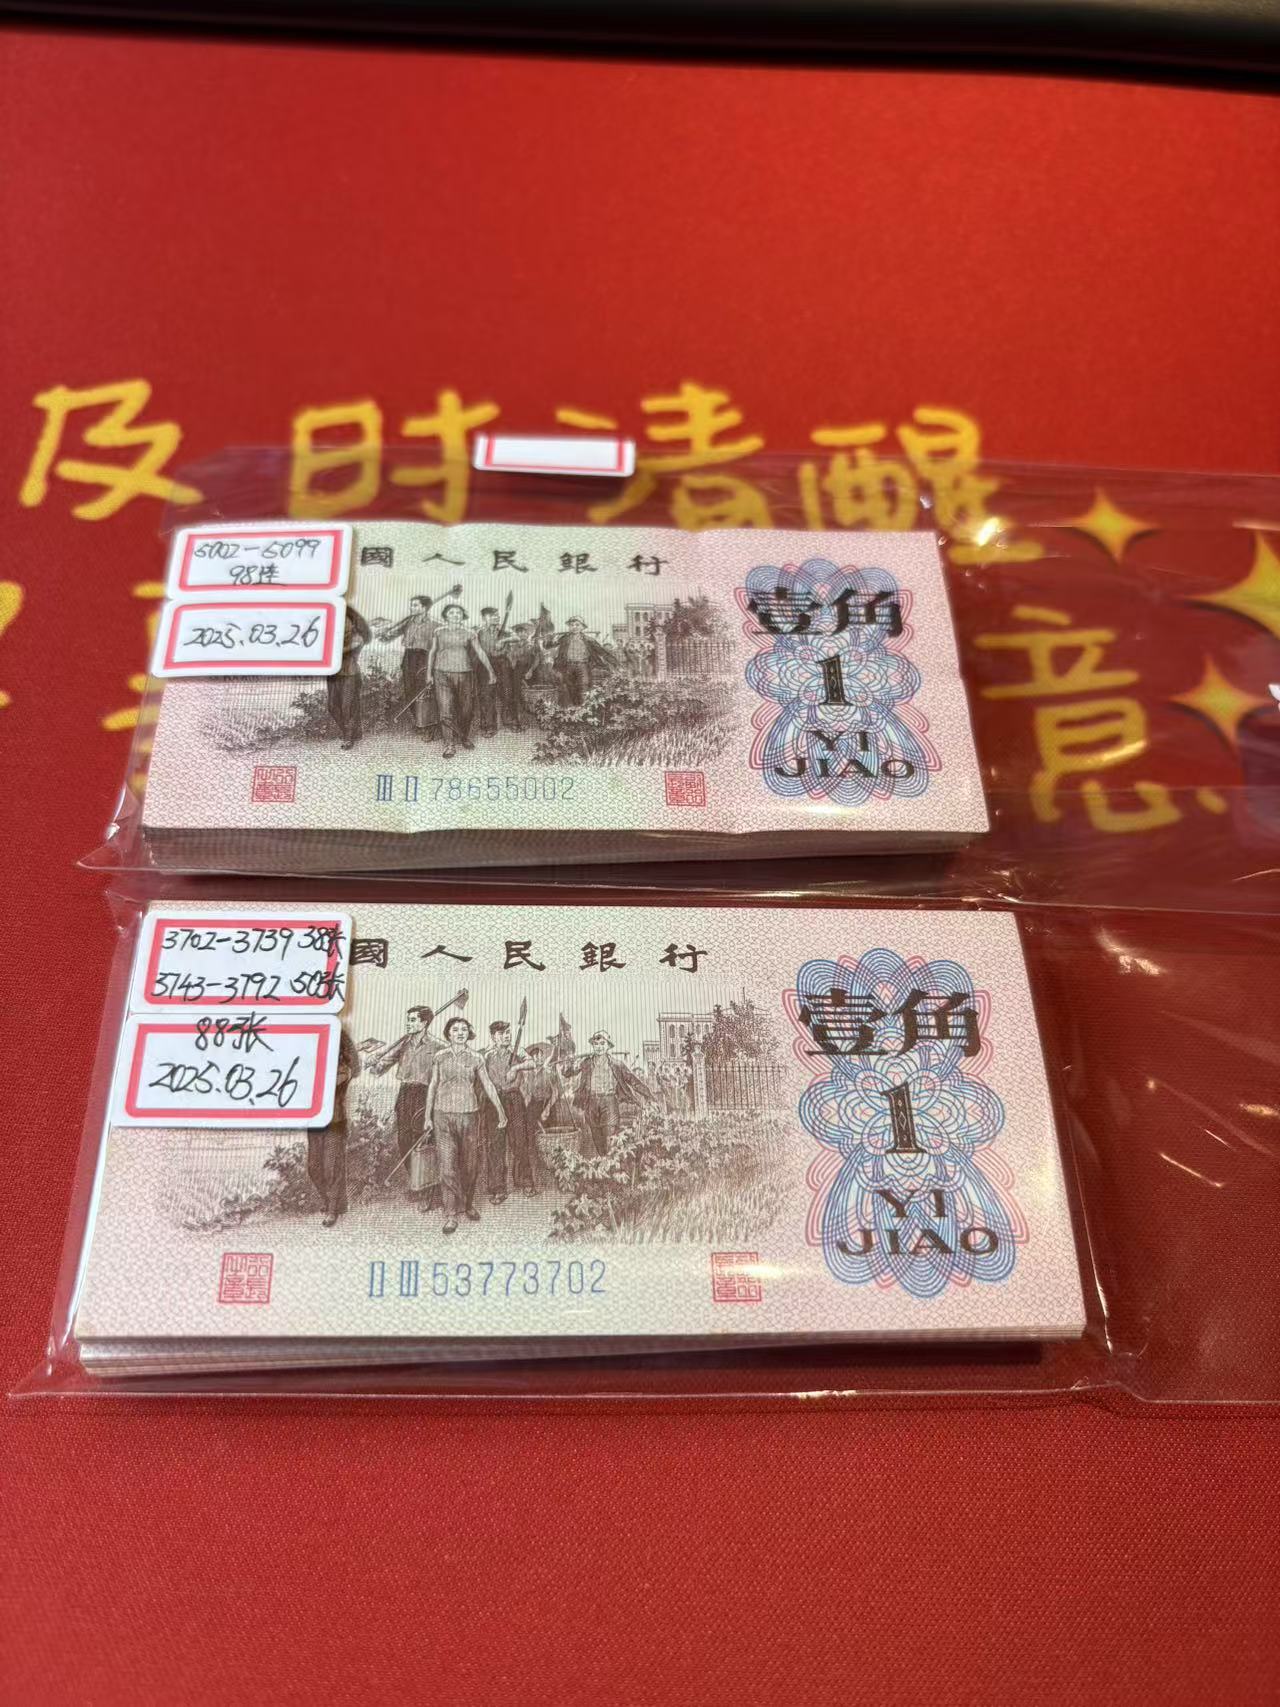 及时清醒
意
5002-5099
98连
2025.03.26
國人民銀行
壹角
1
YI
JIAO
III II 78655002
3702-3739 38张
3743-3792 50张
88张
2025.03.26
國人民銀行
壹角
1
YI
JIAO
II III 53773702